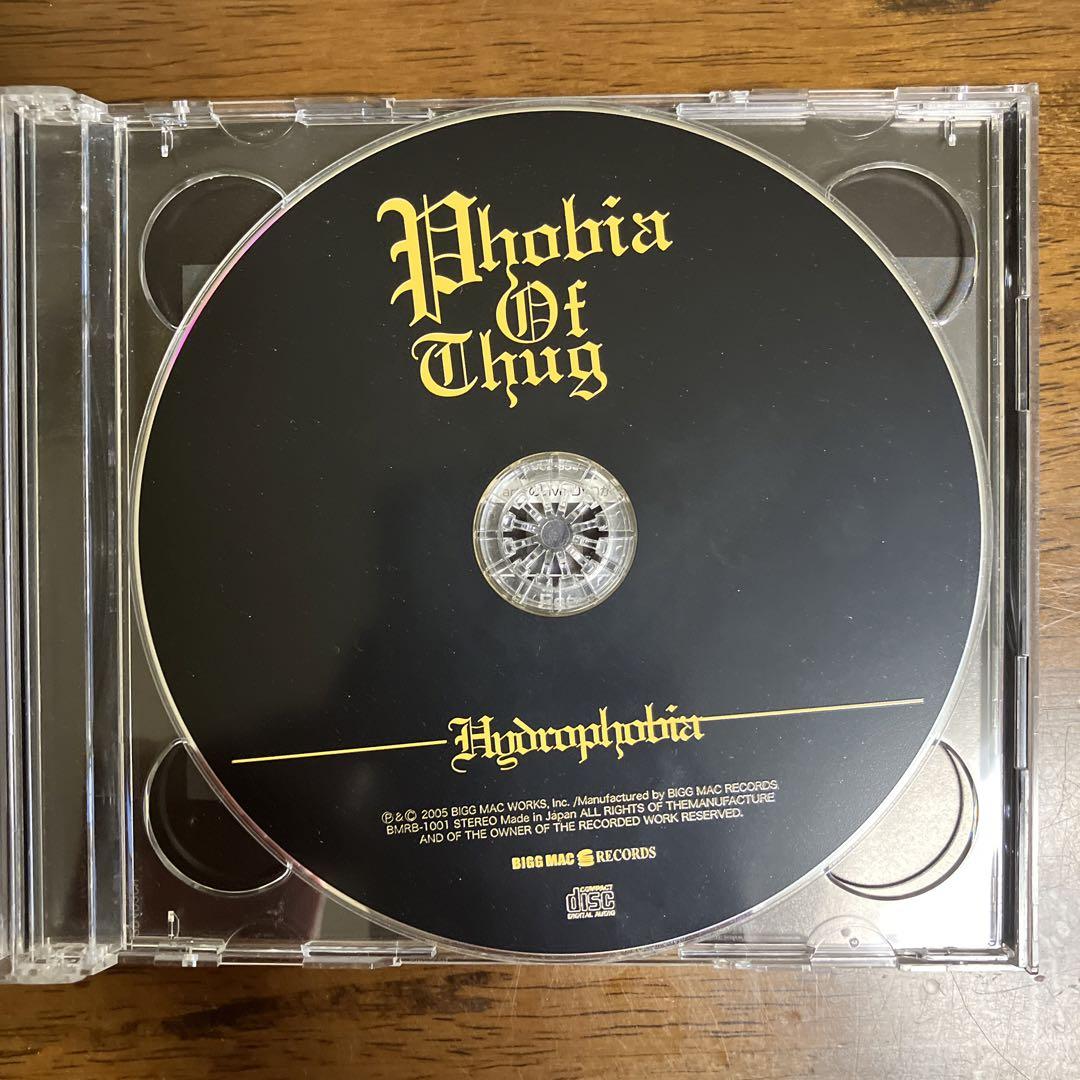 Phobia
Of
Thug
Hydrophobia
℗&© 2005 BIGG MAC WORKS, Inc. /Manufactured by BIGG MAC RECORDS.
BMRB-1001 STEREO Made in Japan ALL RIGHTS OF THEMANUFACTURE
AND OF THE OWNER OF THE RECORDED WORK RESERVED.
BIGG MAC RECORDS
COMPACT
disc
DIGITAL AUDIO